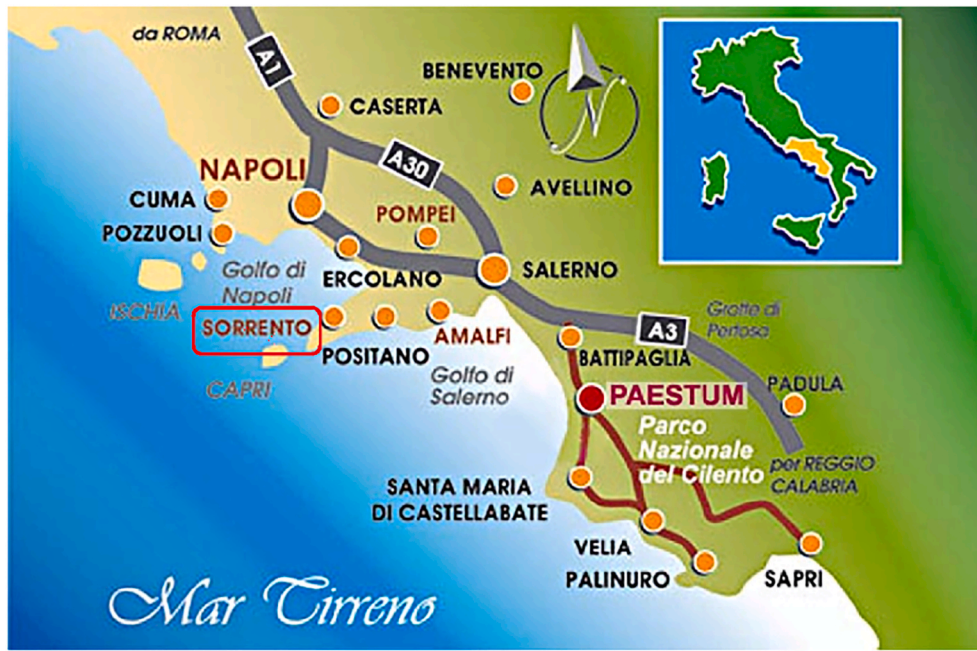 da ROMA
A1
BENEVENTO
CASERTA
A30
NAPOLI
AVELLINO
CUMA
POMPEI
POZZUOLI
ERCOLANO
SALERNO
Golfo di
Napoli
ISCHIA
SORRENTO
POSITANO
AMALFI
Grotte di
Pertosa
A3
BATTIPAGLIA
CAPRI
Golfo di
Salerno
PADULA
PAESTUM
Parco
Nazionale
del Cilento
per REGGIO
CALABRIA
SANTA MARIA
DI CASTELLABATE
VELIA
PALINURO
SAPRI
Mar Tirreno